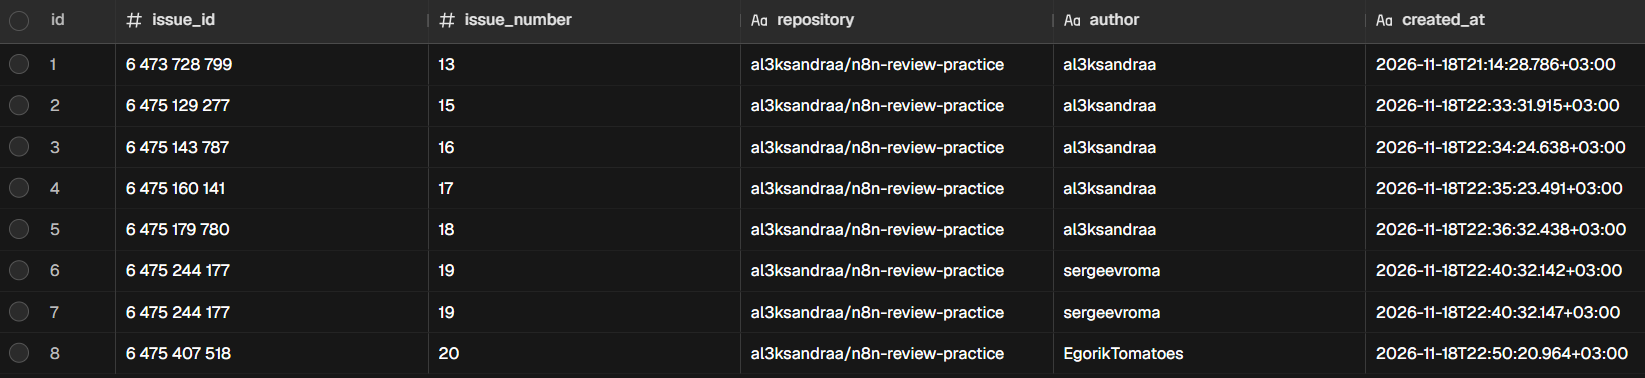 id # issue_id # issue_number Aa repository Aa author Aa created_at
1 6 473 728 799 13 al3ksandraa/n8n-review-practice al3ksandraa 2026-11-18T21:14:28.786+03:00
2 6 475 129 277 15 al3ksandraa/n8n-review-practice al3ksandraa 2026-11-18T22:33:31.915+03:00
3 6 475 143 787 16 al3ksandraa/n8n-review-practice al3ksandraa 2026-11-18T22:34:24.638+03:00
4 6 475 160 141 17 al3ksandraa/n8n-review-practice al3ksandraa 2026-11-18T22:35:23.491+03:00
5 6 475 179 780 18 al3ksandraa/n8n-review-practice al3ksandraa 2026-11-18T22:36:32.438+03:00
6 6 475 244 177 19 al3ksandraa/n8n-review-practice sergeevroma 2026-11-18T22:40:32.142+03:00
7 6 475 244 177 19 al3ksandraa/n8n-review-practice sergeevroma 2026-11-18T22:40:32.147+03:00
8 6 475 407 518 20 al3ksandraa/n8n-review-practice EgorikTomatoes 2026-11-18T22:50:20.964+03:00